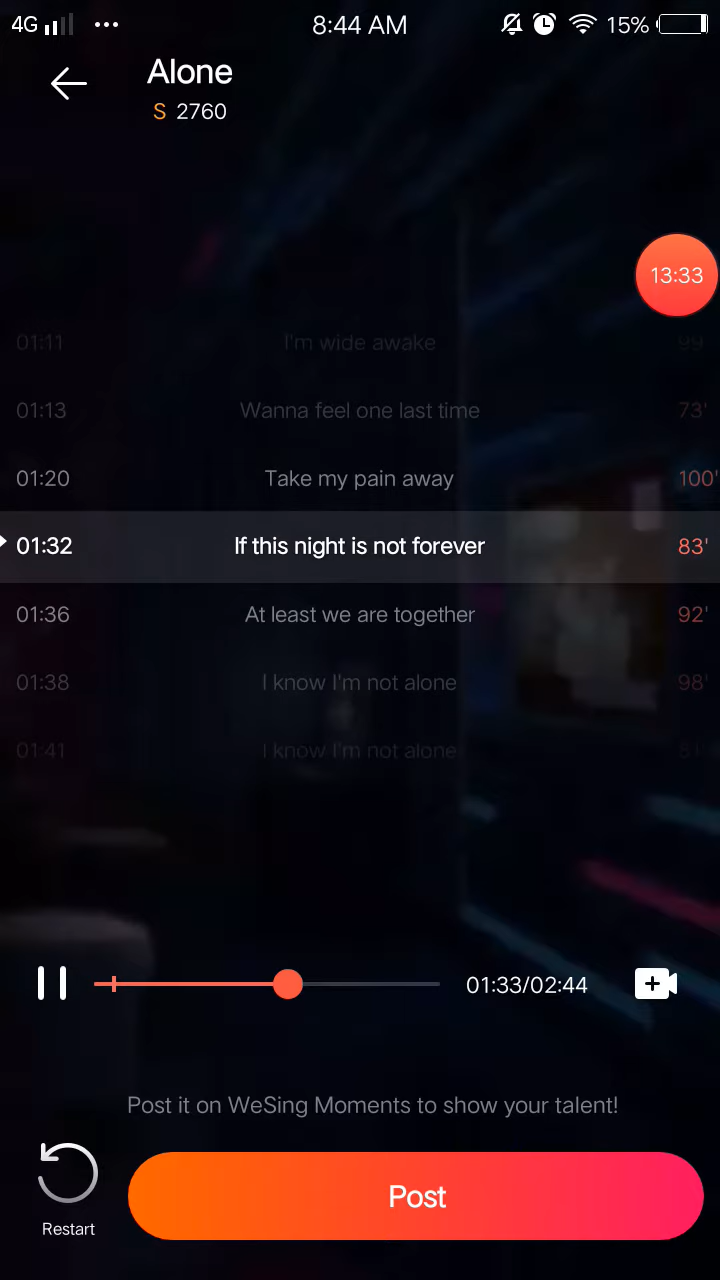 4G 8:44 AM 15%
Alone
S 2760
13:33
01:11 I'm wide awake 99
01:13 Wanna feel one last time 73'
01:20 Take my pain away 100'
01:32 If this night is not forever 83'
01:36 At least we are together 92'
01:38 I know I'm not alone 98'
01:41 I know I'm not alone
01:33/02:44
Post it on WeSing Moments to show your talent!
Restart
Post